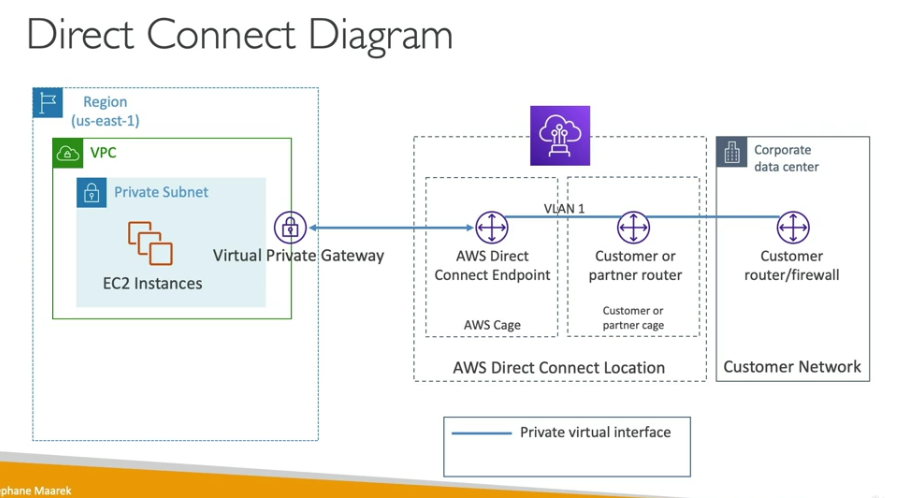 Direct Connect Diagram
Region
(us-east-1)
VPC
Private Subnet
EC2 Instances
Virtual Private Gateway
VLAN 1
AWS Direct
Connect Endpoint
AWS Cage
Customer or
partner router
Customer or
partner cage
AWS Direct Connect Location
Corporate
data center
Customer
router/firewall
Customer Network
Private virtual interface
phane Maarek